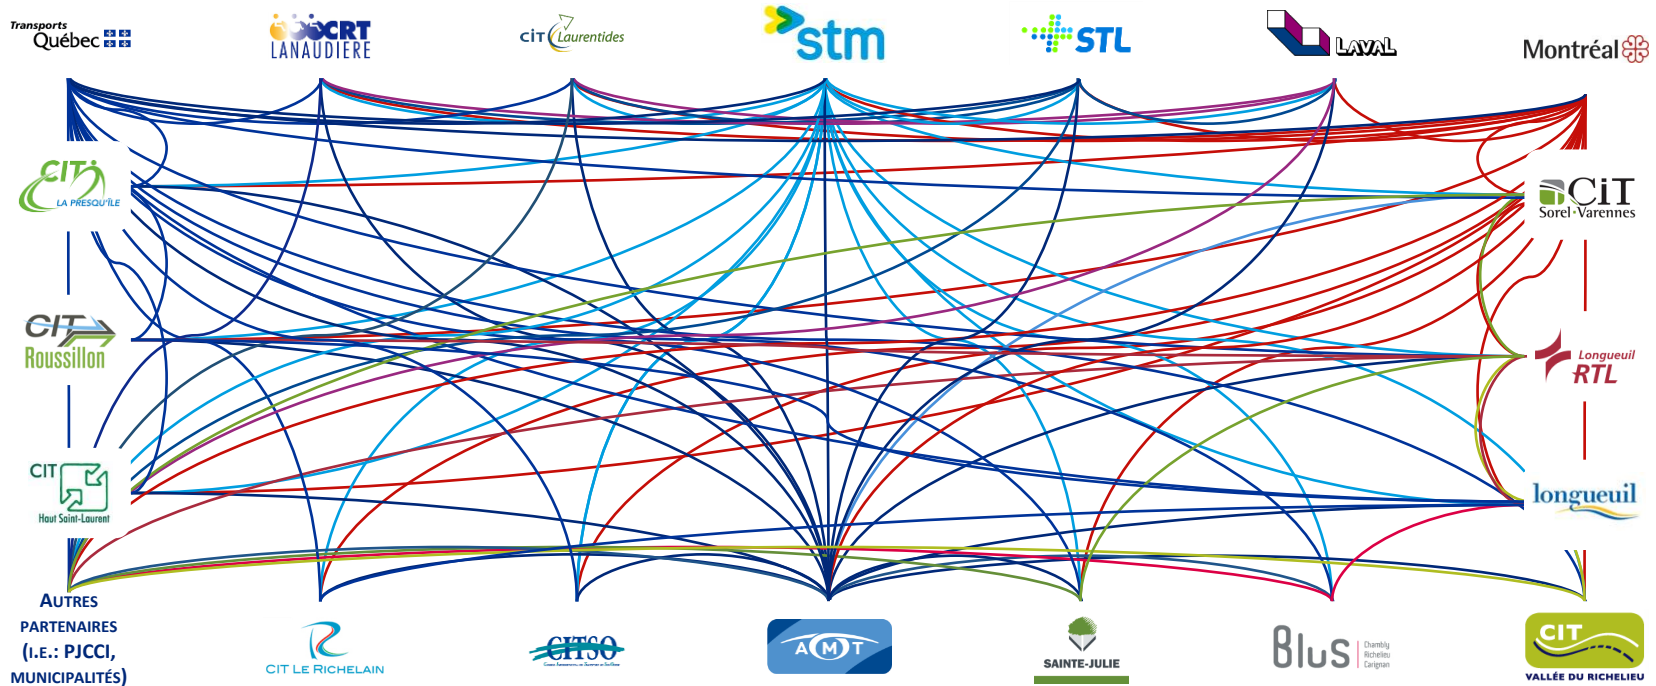 Transports
Québec
CRT
LANAUDIERE
CIT Laurentides
stm
STL
LAVAL
Montréal
CIT
LA PRESQU'ÎLE
CiT
Sorel·Varennes
CIT
Roussillon
Longueuil
RTL
CIT
Haut Saint-Laurent
longueuil
AUTRES
PARTENAIRES
(I.E.: PJCCI,
MUNICIPALITÉS)
CIT LE RICHELAIN
CITSO
AMT
SAINTE-JULIE
Blus
Chambly
Richelieu
Carignan
CIT
VALLÉE DU RICHELIEU